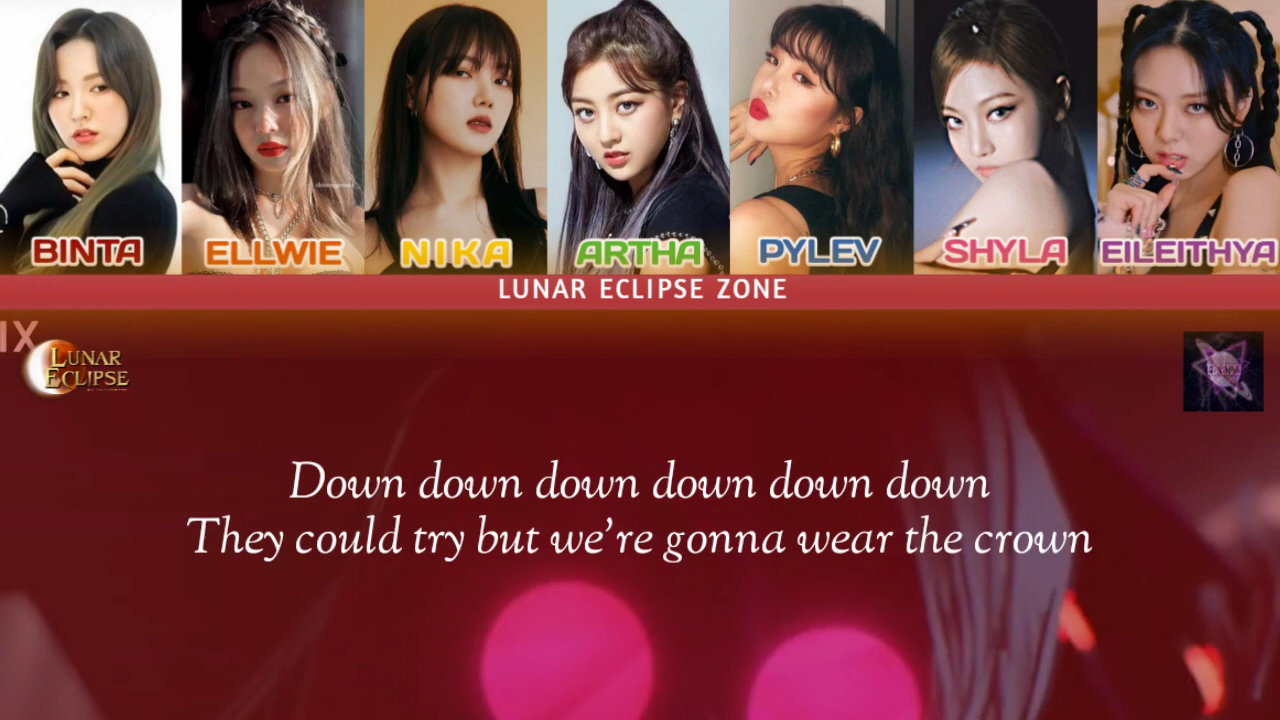 BINTA
ELLWIE
NIKA
ARTHA
PYLEV
SHYLA
EILEITHYA
LUNAR ECLIPSE ZONE
IX
LUNAR
ECLIPSE
Down down down down down down
They could try but we're gonna wear the crown